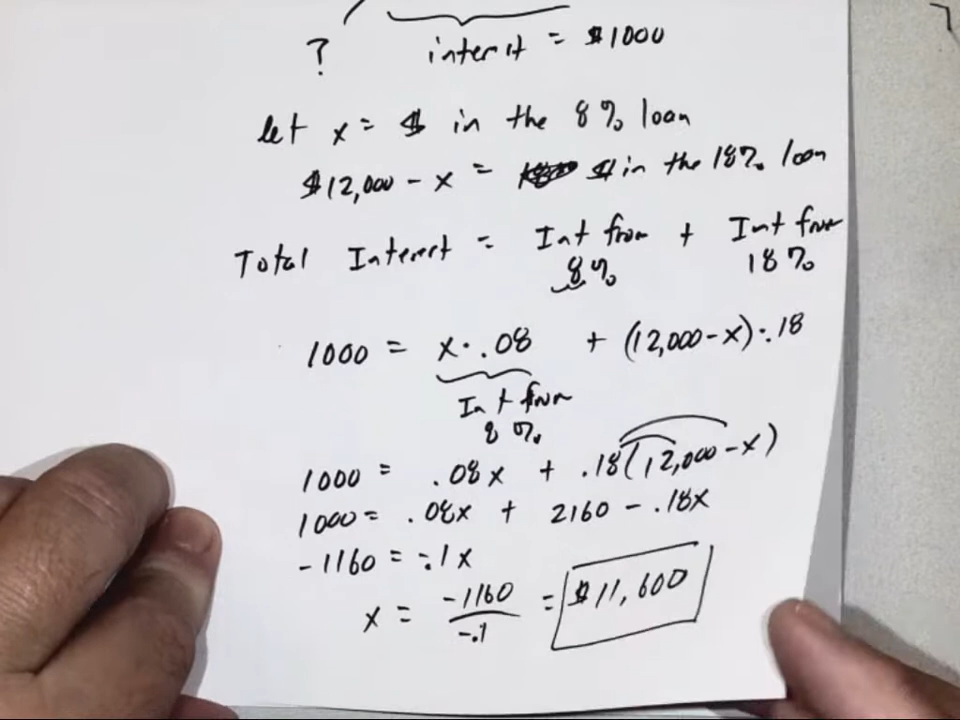 ? interest = $1000
let x = $ in the 8% loan
$12,000 - x = $ in the 18% loan
Total Interest = Int from 8% + Int from 18%
1000 = x · .08 + (12,000 - x) · .18
Int from
8%
1000 = .08x + .18(12,000 - x)
1000 = .08x + 2160 - .18x
-1160 = -.1x
x = -1160/-.1 = $11,600